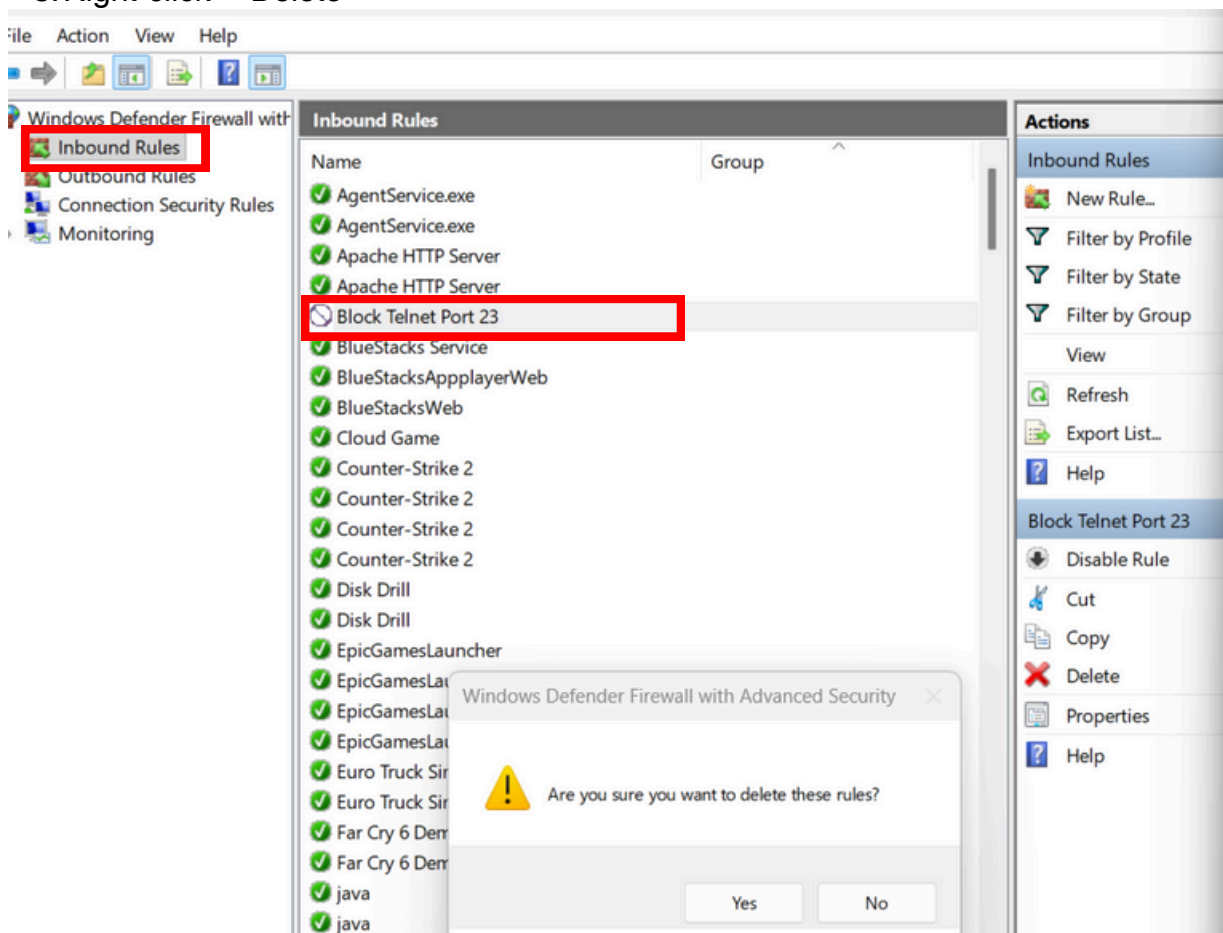 File Action View Help
Windows Defender Firewall with
Inbound Rules
Outbound Rules
Connection Security Rules
Monitoring
Inbound Rules
Name Group
AgentService.exe
AgentService.exe
Apache HTTP Server
Apache HTTP Server
Block Telnet Port 23
BlueStacks Service
BlueStacksAppplayerWeb
BlueStacksWeb
Cloud Game
Counter-Strike 2
Counter-Strike 2
Counter-Strike 2
Counter-Strike 2
Disk Drill
Disk Drill
EpicGamesLauncher
EpicGamesLau
EpicGamesLau
EpicGamesLau
Euro Truck Sir
Euro Truck Sir
Far Cry 6 Dem
Far Cry 6 Dem
java
java
Windows Defender Firewall with Advanced Security
Are you sure you want to delete these rules?
Yes No
Actions
Inbound Rules
New Rule...
Filter by Profile
Filter by State
Filter by Group
View
Refresh
Export List...
Help
Block Telnet Port 23
Disable Rule
Cut
Copy
Delete
Properties
Help